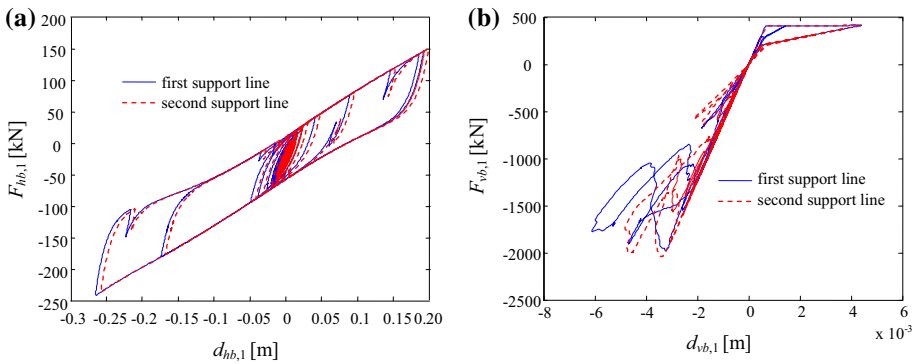 (a)
200
150
100
50
0
-50
-100
-150
-200
-250
F_{hb,1} [kN]
first support line
second support line
-0.3 -0.25 -0.2 -0.15 -0.1 -0.05 0 0.05 0.10 0.15 0.20
d_{hb,1} [m]
(b)
500
0
-500
-1000
-1500
-2000
-2500
F_{vb,1} [kN]
first support line
second support line
-8 -6 -4 -2 0 2 4 6
x 10^{-3}
d_{vb,1} [m]